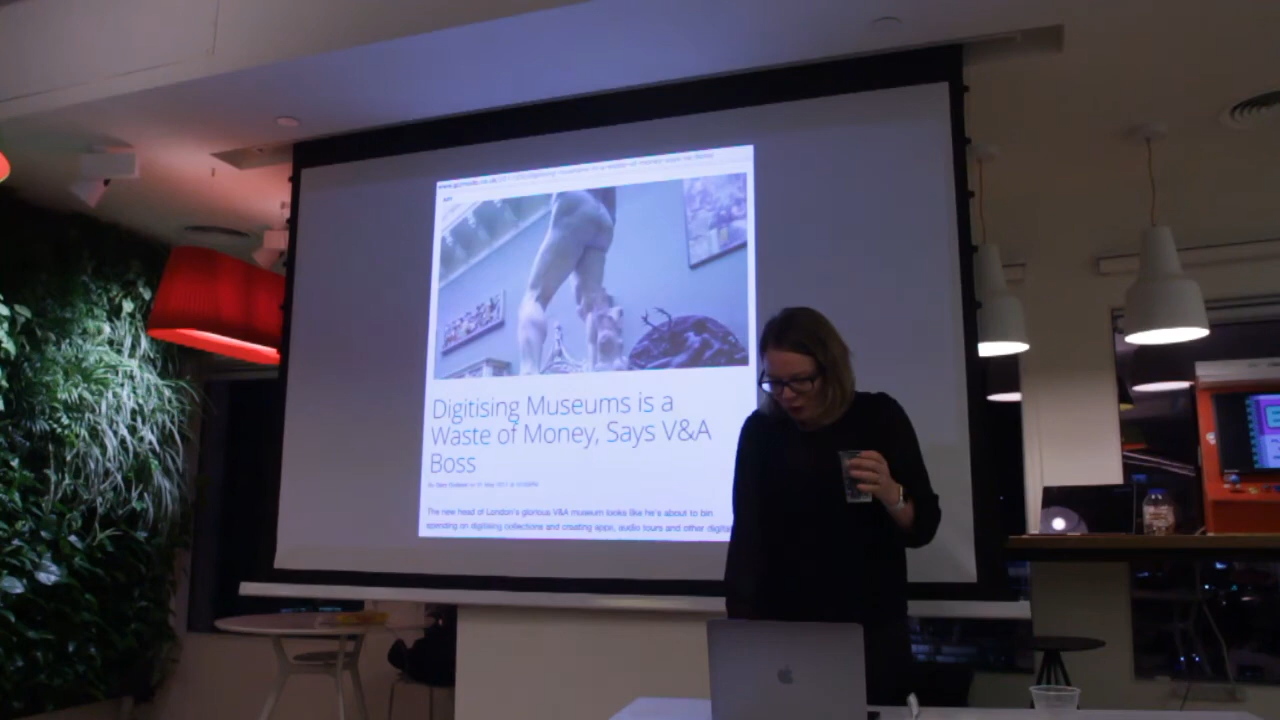 Digitising Museums is a
Waste of Money, Says V&A
Boss
The new head of London's glorious V&A museum looks like he's about to bin
spending on digitising collections and creating apps, audio tours and other digital